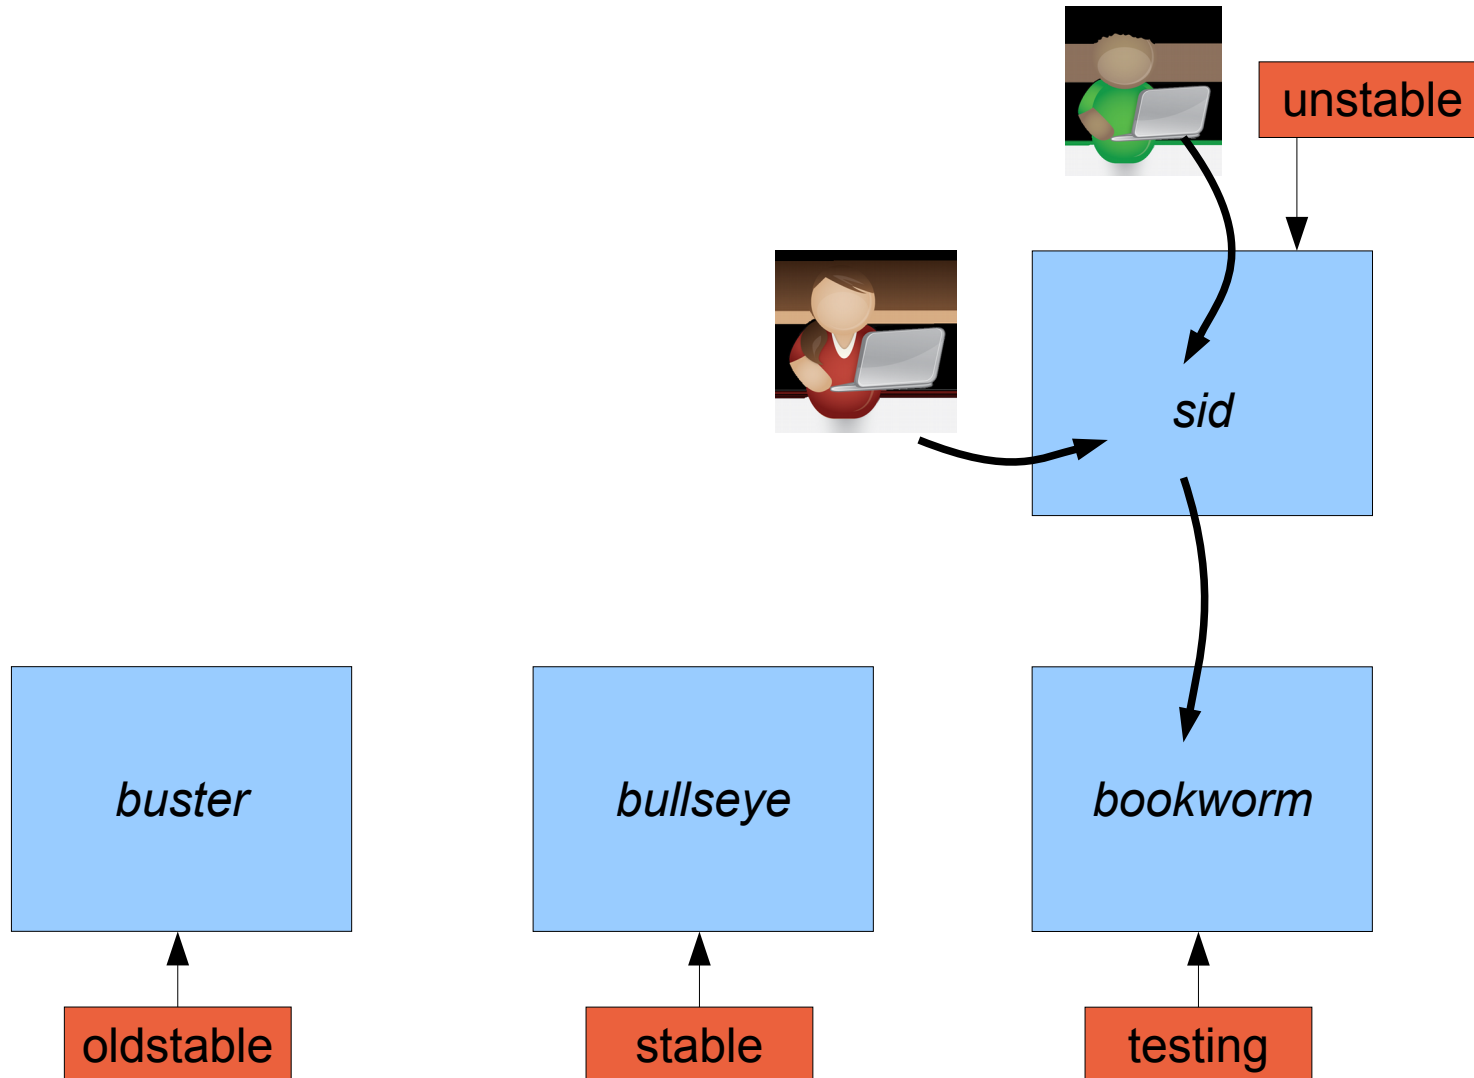 unstable
sid
buster
bullseye
bookworm
oldstable
stable
testing